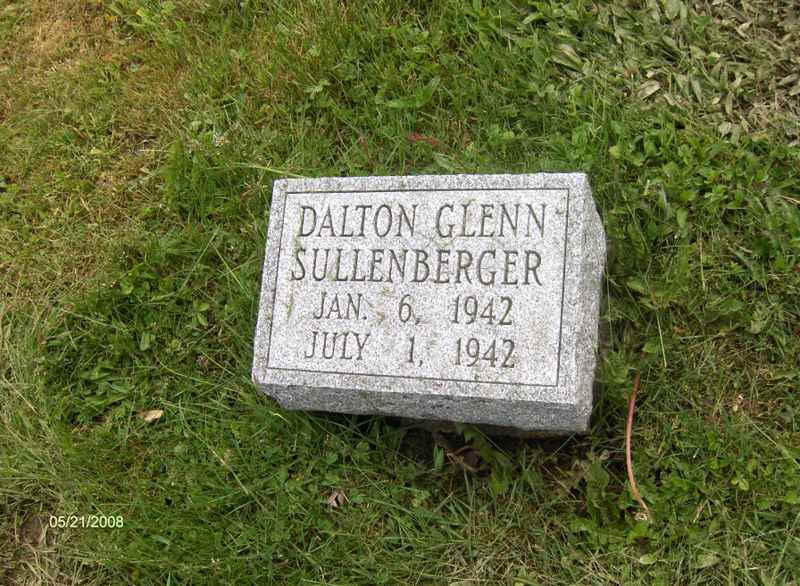 DALTON GLENN
SULLENBERGER
JAN. 6, 1942
JULY 1, 1942
05/21/2008